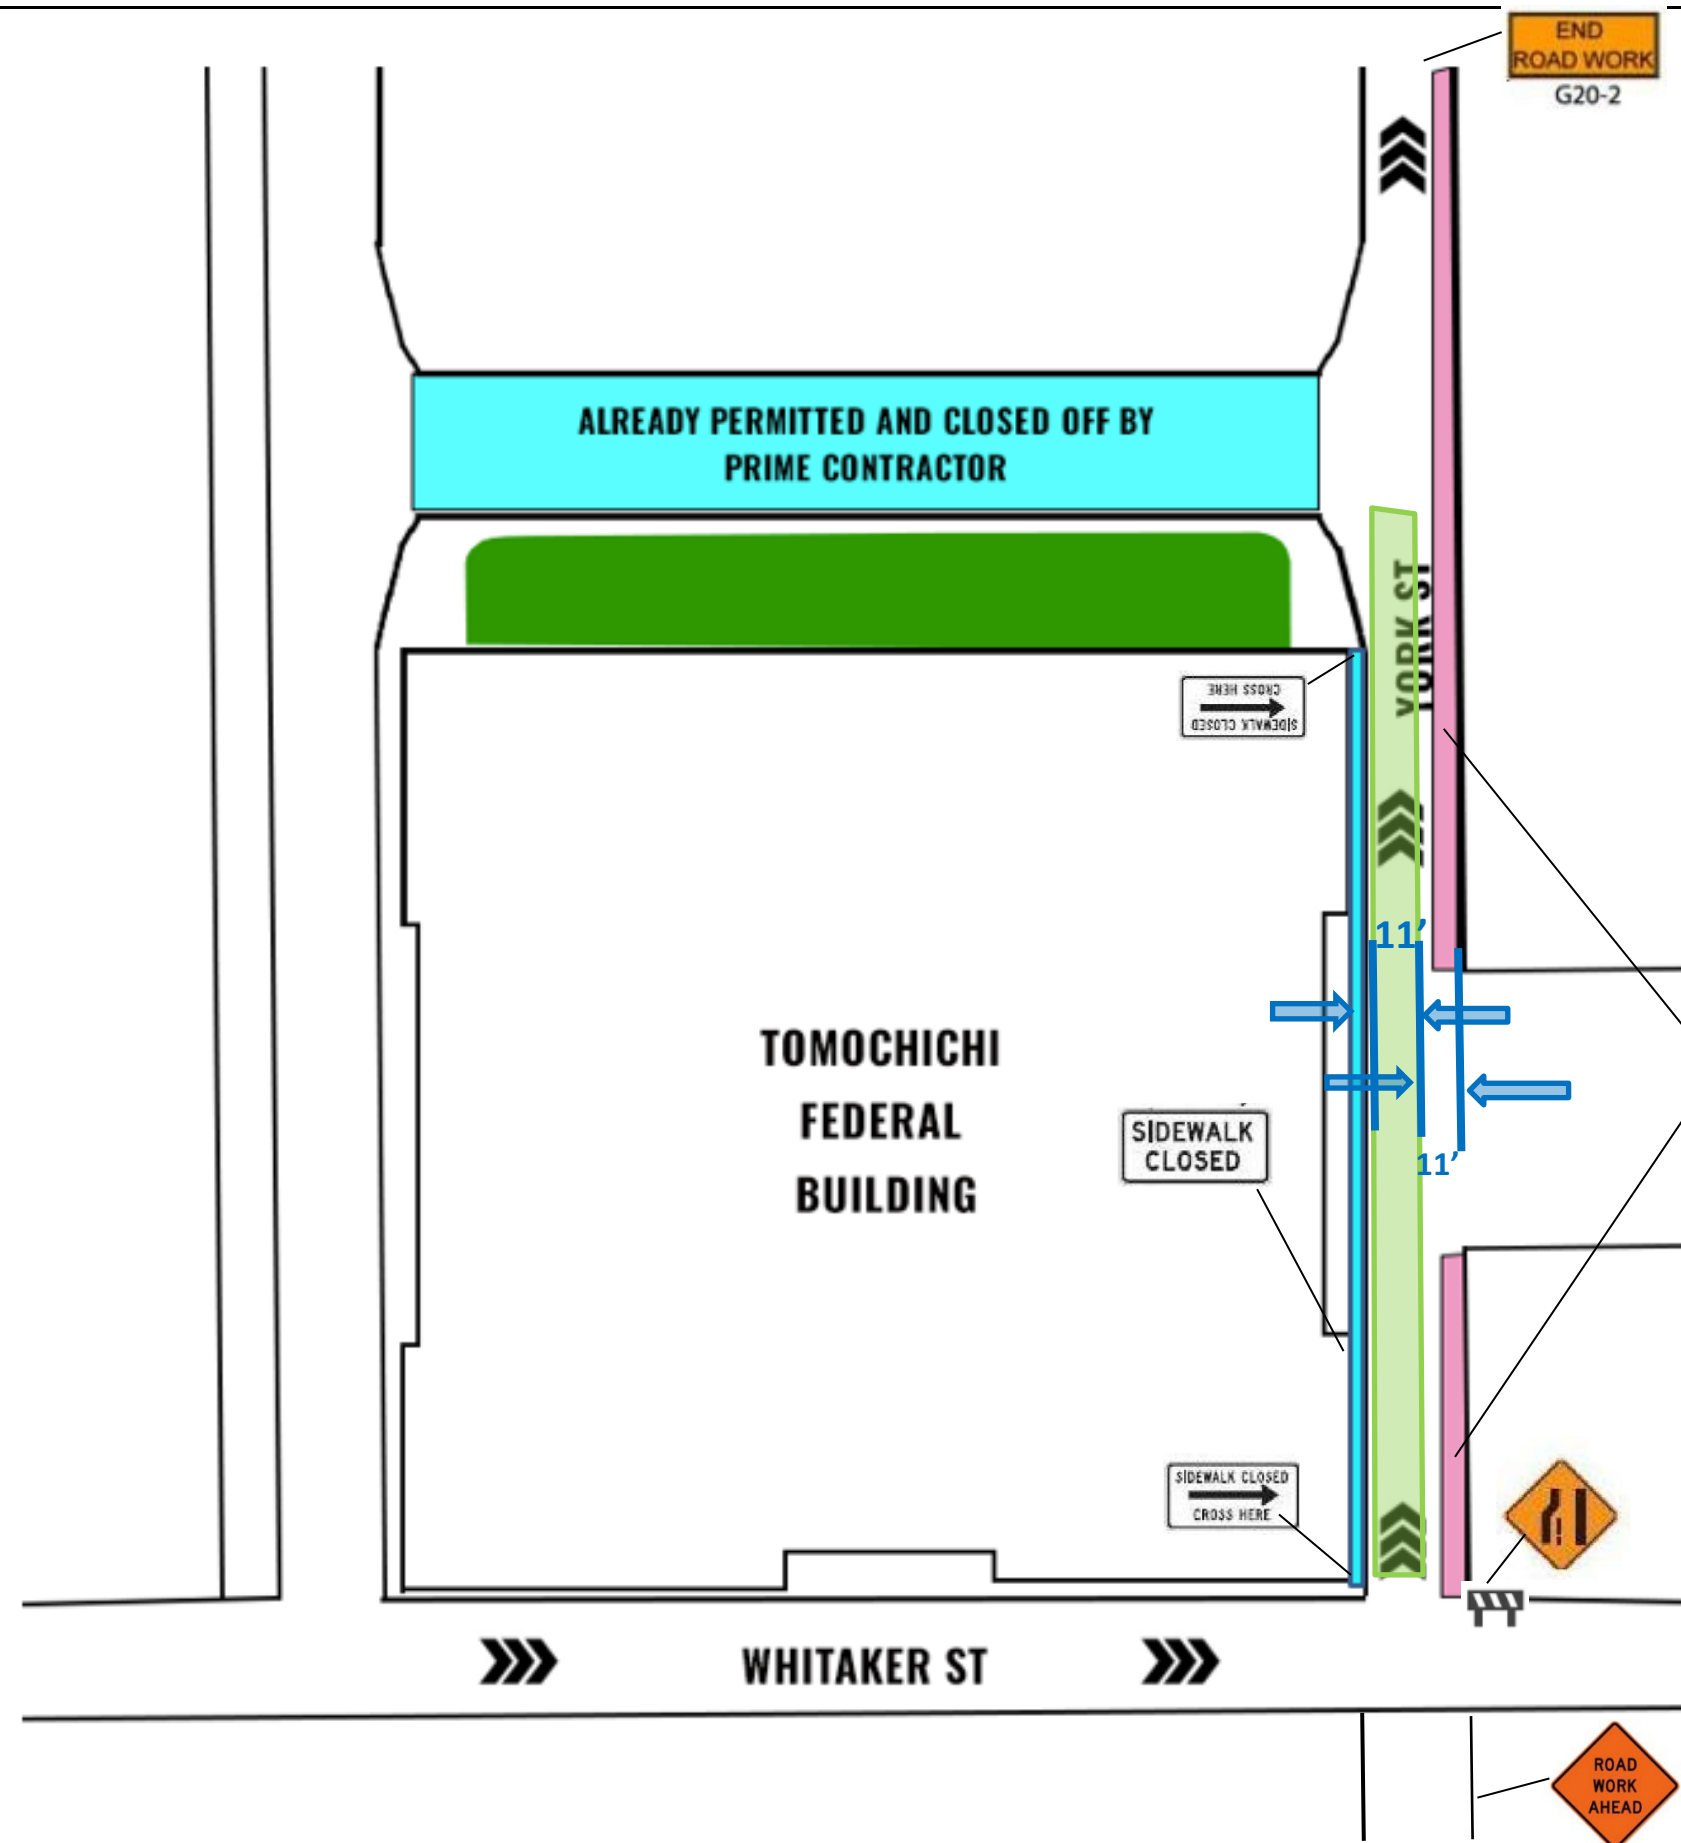 END
ROAD WORK
G20-2
ALREADY PERMITTED AND CLOSED OFF BY
PRIME CONTRACTOR
YORK ST
SIDEWALK CLOSED
CROSS HERE
11’
TOMOCHICHI
FEDERAL
BUILDING
SIDEWALK
CLOSED
11’
SIDEWALK CLOSED
CROSS HERE
WHITAKER ST
ROAD
WORK
AHEAD